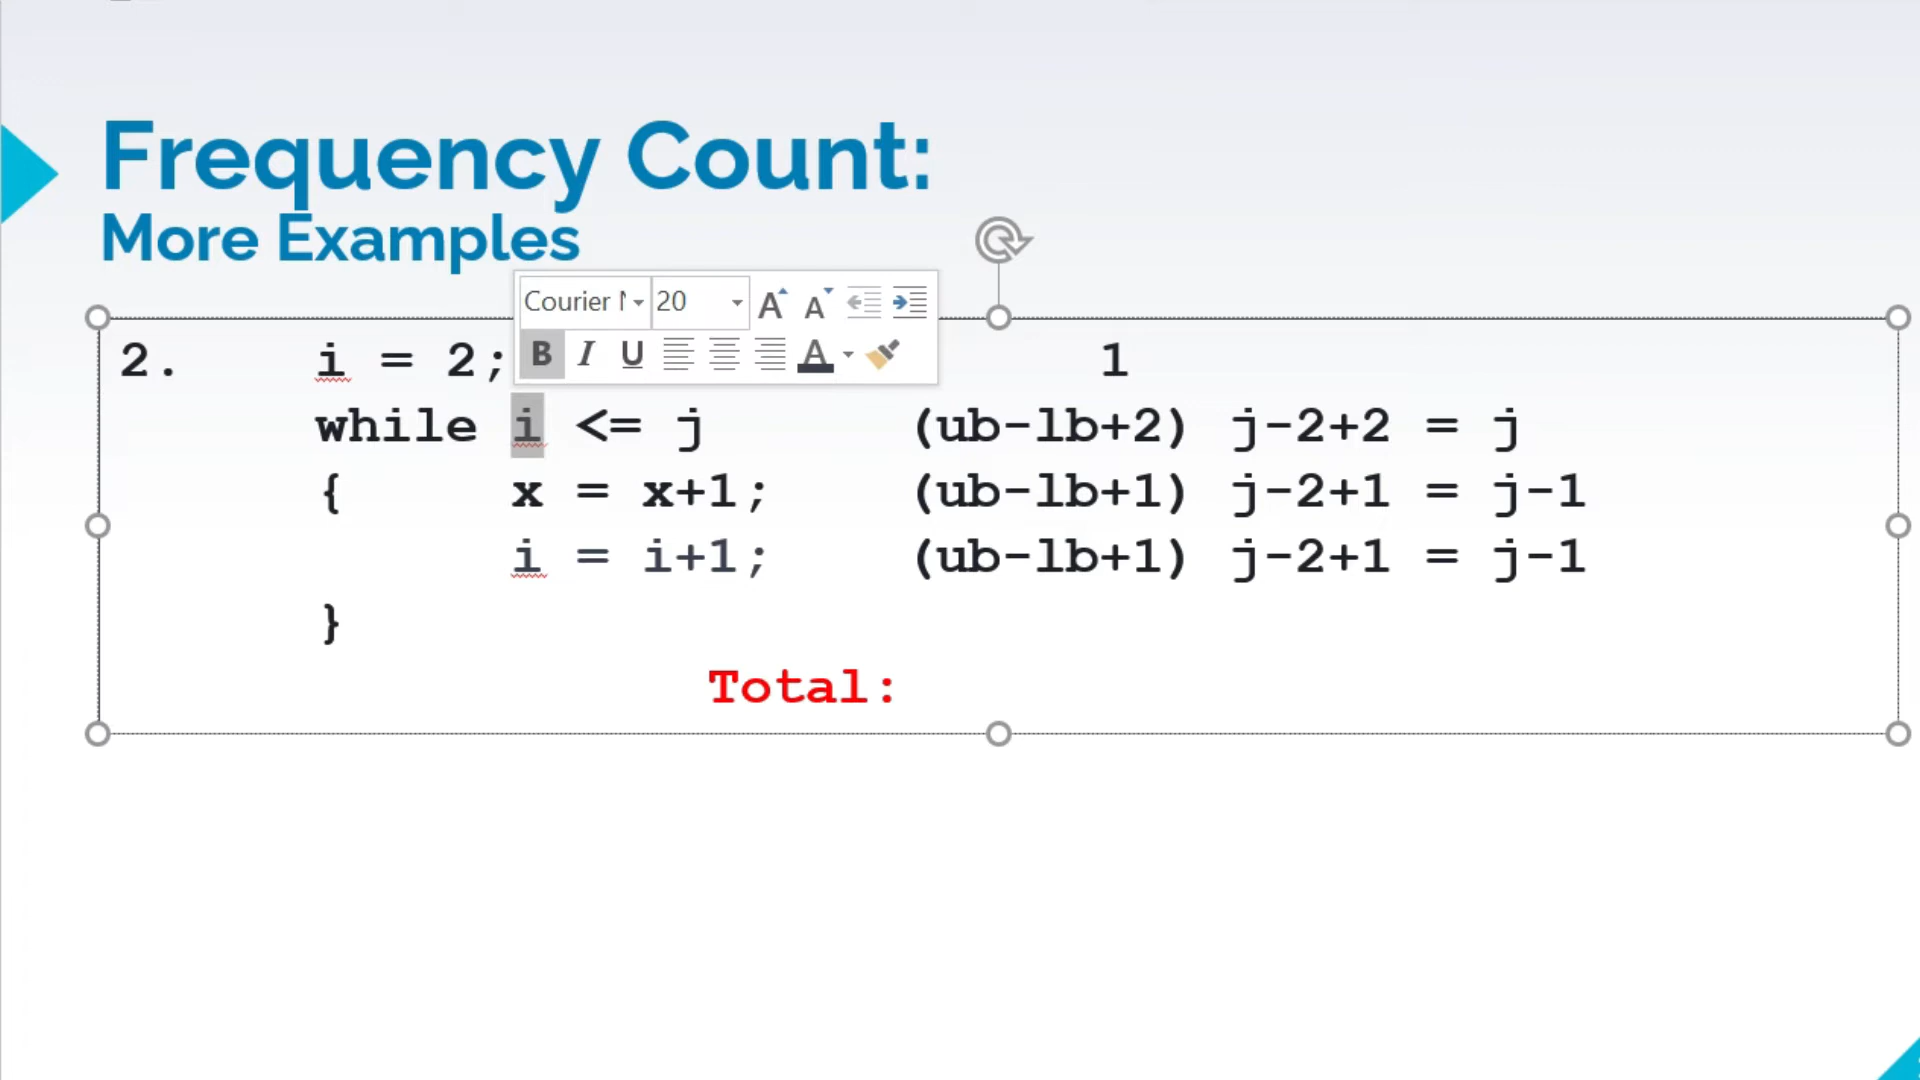 Frequency Count:
More Examples
Courier 20 A A
B I U A
2. i = 2; 1
while i <= j (ub-lb+2) j-2+2 = j
{ x = x+1; (ub-lb+1) j-2+1 = j-1
i = i+1; (ub-lb+1) j-2+1 = j-1
}
Total: